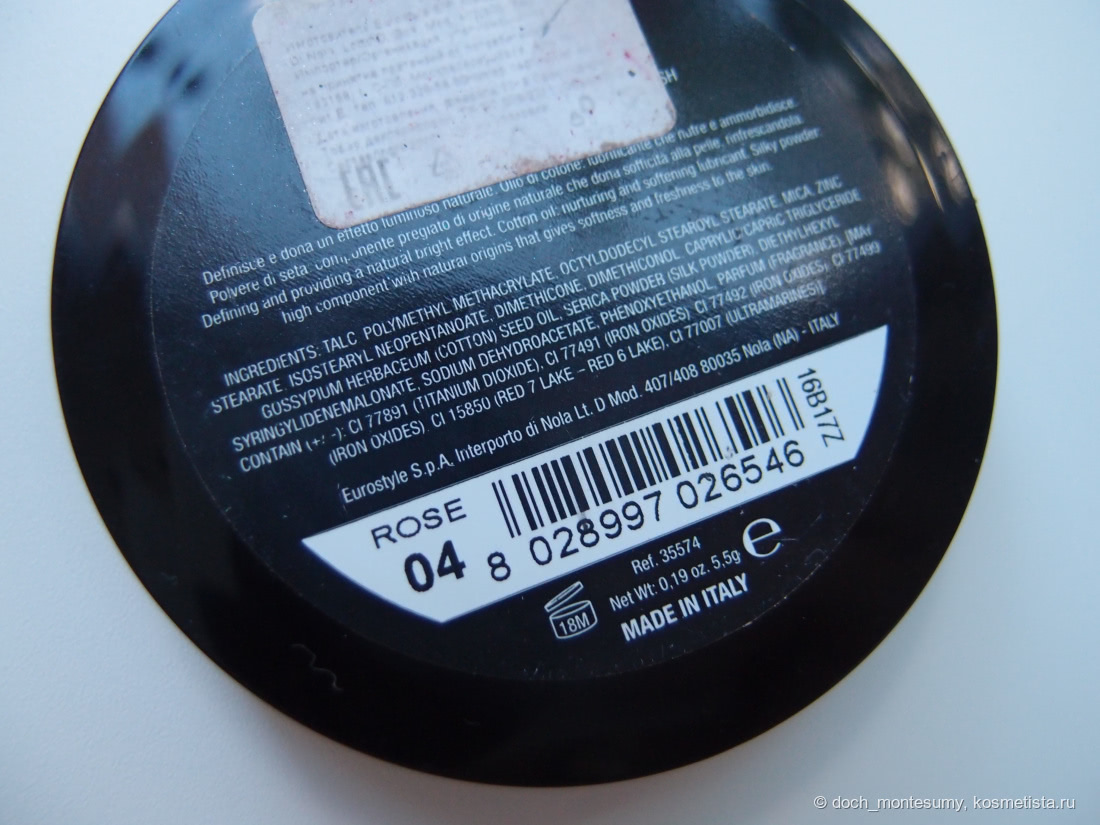 SH
EAC
Definisce e dona un effetto luminoso naturale. Olio di cotone: lubrificante che nutre e ammorbidisce.
Polvere di seta: componente pregiato di origine naturale che dona sofficità alla pelle, rinfrescandola.
Defining and providing a natural bright effect. Cotton oil: nurturing and softening lubricant. Silky powder:
high component with natural origins that gives softness and freshness to the skin.
INGREDIENTS: TALC, POLYMETHYL METHACRYLATE, OCTYLDODECYL STEAROYL STEARATE, MICA, ZINC
STEARATE, ISOSTEARYL NEOPENTANOATE, DIMETHICONE, DIMETHICONOL, CAPRYLIC/CAPRIC TRIGLYCERIDE
GOSSYPIUM HERBACEUM (COTTON) SEED OIL, SERICA POWDER (SILK POWDER), DIETHYLHEXYL
SYRINGYLIDENEMALONATE, SODIUM DEHYDROACETATE, PHENOXYETHANOL, PARFUM (FRAGRANCE), [MAY
CONTAIN (+/-): CI 77891 (TITANIUM DIOXIDE), CI 77491 (IRON OXIDES), CI 77492 (IRON OXIDES), CI 77499
(IRON OXIDES), CI 15850 (RED 7 LAKE – RED 6 LAKE), CI 77007 (ULTRAMARINES)]
Eurostyle S.p.A. Interporto di Nola Lt. D Mod. 407/408 80035 Nola (NA) - ITALY
ROSE
04
8 028997 026546
16B17Z
Ref. 35574
Net Wt: 0,19 oz. 5,5g e
18M
MADE IN ITALY
© doch_montesumy, kosmetista.ru